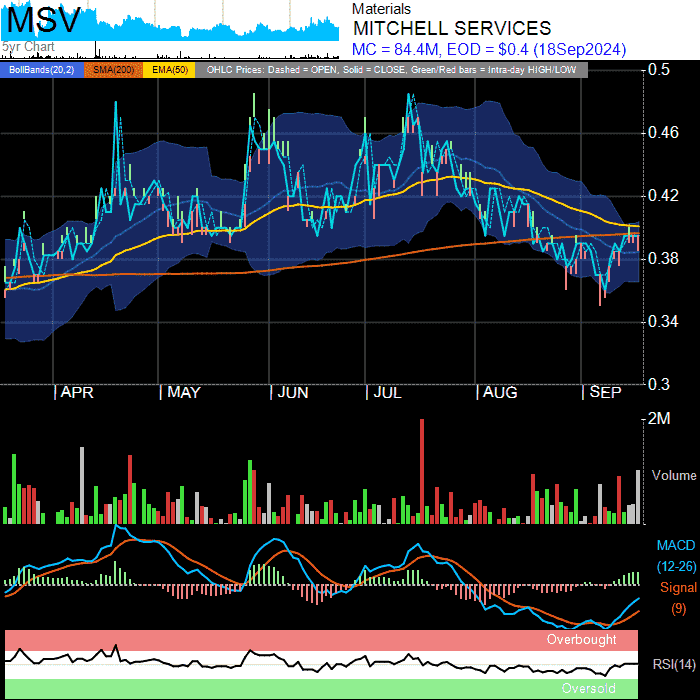 MSV
5yr Chart
Materials
MITCHELL SERVICES
MC = 84.4M, EOD = $0.4 (18Sep2024)
BollBands(20,2) SMA(200) EMA(50) OHLC Prices: Dashed = OPEN, Solid = CLOSE, Green/Red bars = Intra-day HIGH/LOW
0.5
0.46
0.42
0.38
0.34
0.3
APR MAY JUN JUL AUG SEP
2M
Volume
MACD
(12-26)
Signal
(9)
Overbought
RSI(14)
Oversold